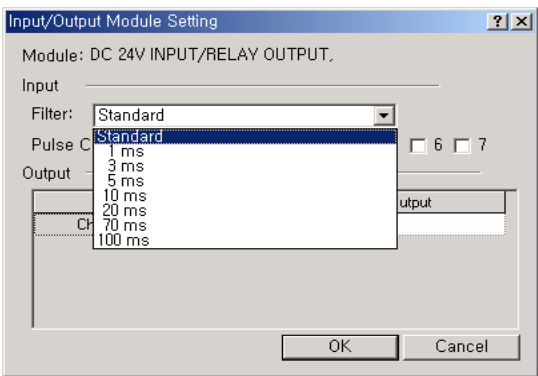 Input/Output Module Setting
Module: DC 24V INPUT/RELAY OUTPUT,
Input
Filter: Standard
Standard
1 ms
3 ms
5 ms
10 ms
20 ms
70 ms
100 ms
Pulse C 6 7
Output
utput
Ch
OK Cancel